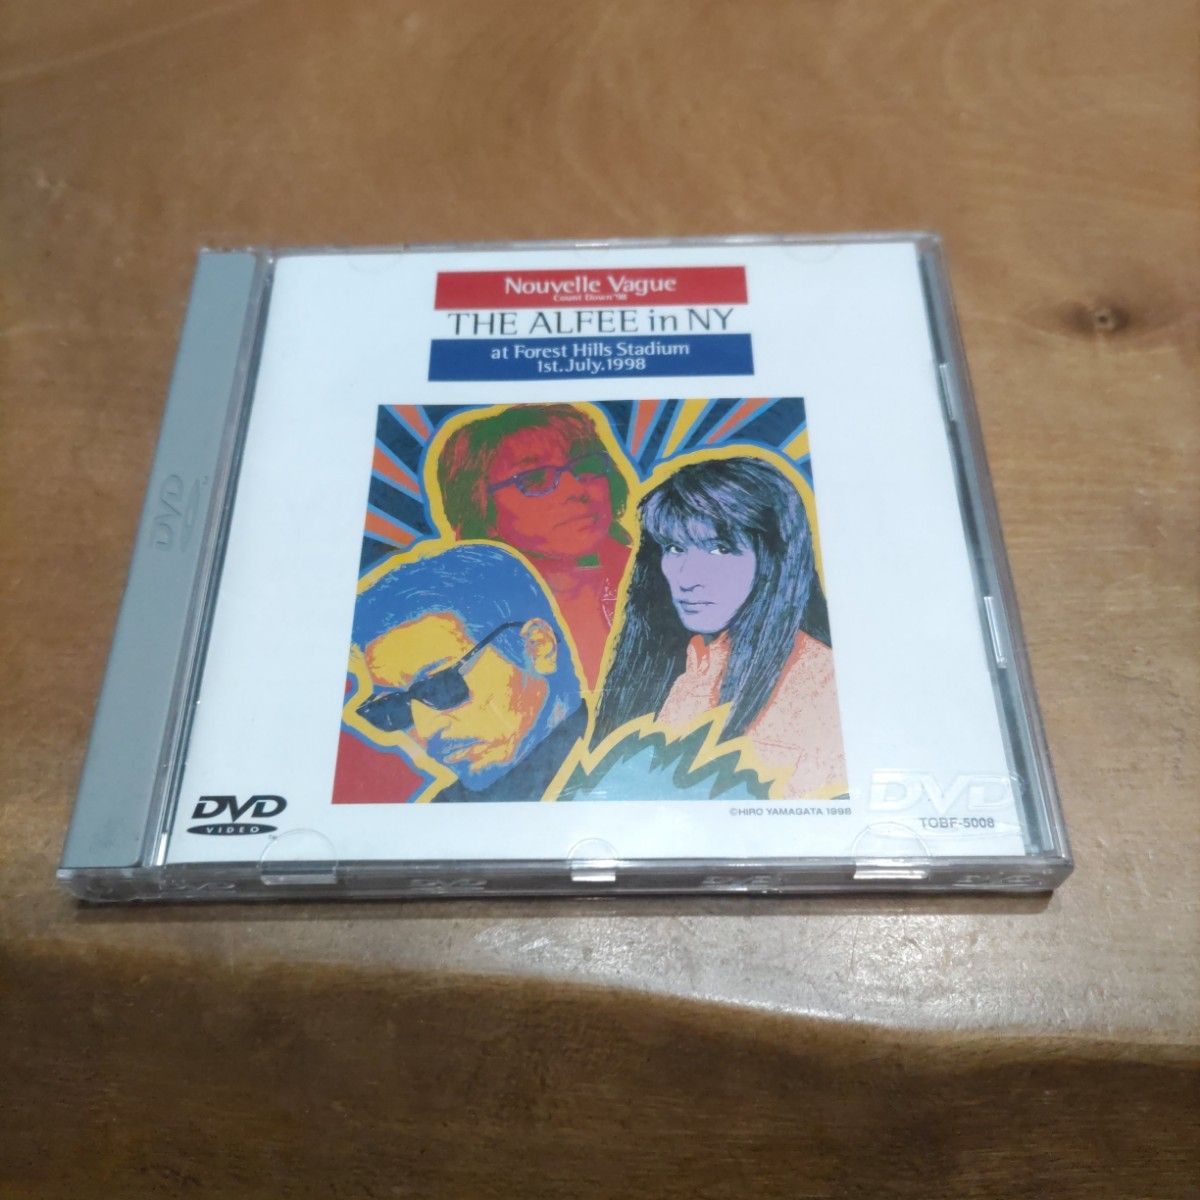 Nouvelle Vague
Count Down'98
THE ALFEE in NY
at Forest Hills Stadium
1st.July.1998
DVD
DVD
VIDEO
©HIRO YAMAGATA 1998
DVD
TOBF-5008